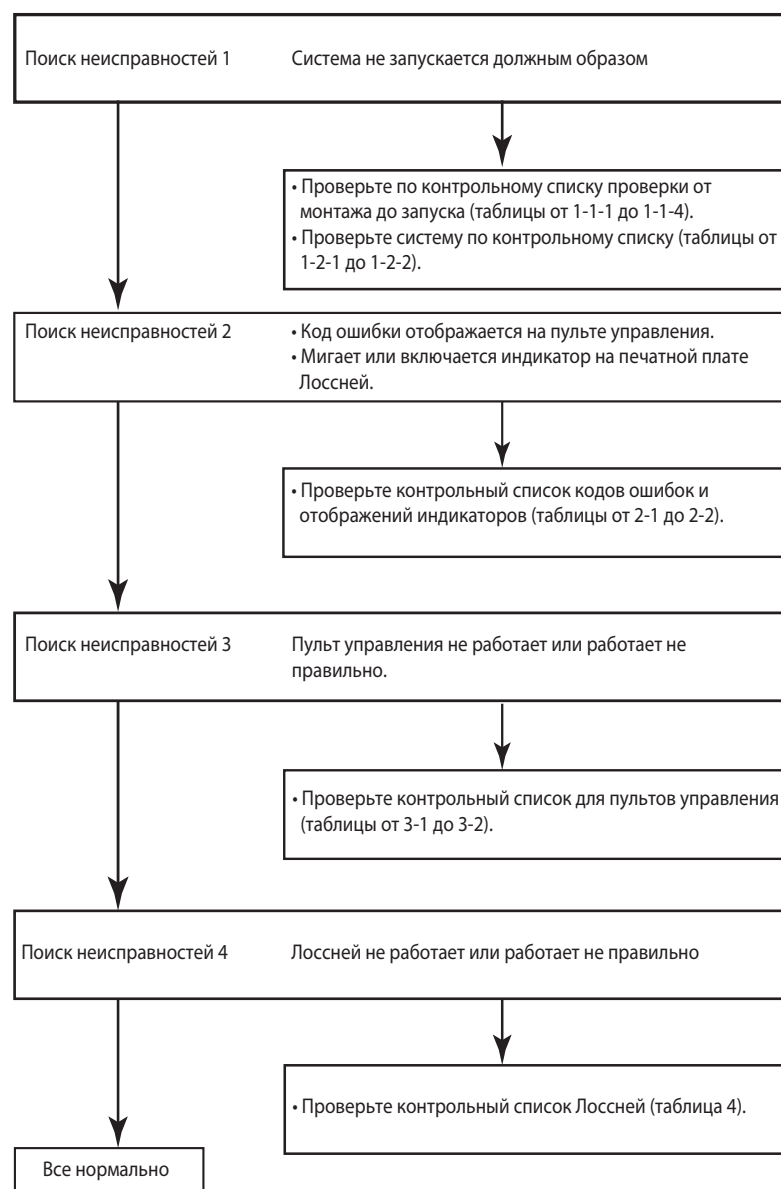 Поиск неисправностей 1 Система не запускается должным образом
• Проверьте по контрольному списку проверки от
монтажа до запуска (таблицы от 1-1-1 до 1-1-4).
• Проверьте систему по контрольному списку (таблицы от
1-2-1 до 1-2-2).
Поиск неисправностей 2 • Код ошибки отображается на пульте управления.
• Мигает или включается индикатор на печатной плате
Лоссней.
• Проверьте контрольный список кодов ошибок и
отображений индикаторов (таблицы от 2-1 до 2-2).
Поиск неисправностей 3 Пульт управления не работает или работает не
правильно.
• Проверьте контрольный список для пультов управления
(таблицы от 3-1 до 3-2).
Поиск неисправностей 4 Лоссней не работает или работает не правильно
• Проверьте контрольный список Лоссней (таблица 4).
Все нормально